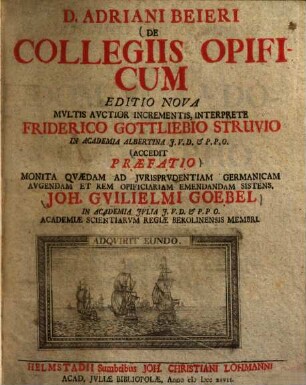 D. ADRIANI BEIERI
DE
COLLEGIIS OPIFI-
CUM
EDITIO NOVA
MVLTIS AVCTIOR INCREMENTIS, INTERPRETE
FRIDERICO GOTTLIEBIO STRUVIO
IN ACADEMIA ALBERTINA J. V. D. & P. P. O.
(ACCEDIT
PRÆFATIO)
MONITA QVÆDAM AD JVRISPRVDENTIAM GERMANICAM
AVGENDAM ET REM OPIFICIARIAM EMENDANDAM SISTENS,
JOH. GVILIELMI GOEBEL)
IN ACADEMIA JVLIA J. V. D. & P. P. O.
ACADEMIÆ SCIENTIARVM REGIÆ BEROLINENSIS MEMBRI.
ADQVIRIT EUNDO.
HELMSTADII Sumbtibus JOH. CHRISTIANI LOHMANNI
ACAD. JVLIÆ BIBLIOPOLÆ, Anno